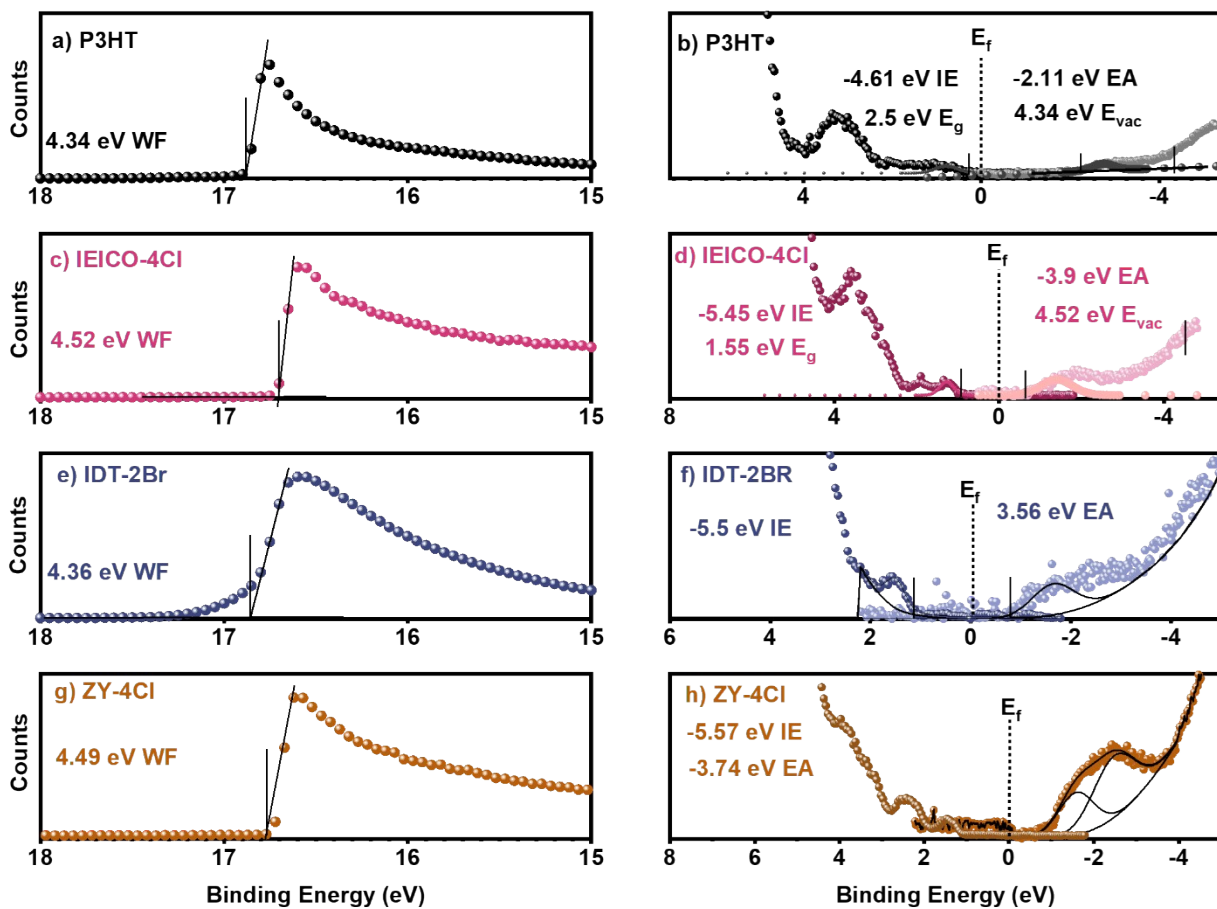 a) P3HT
4.34 eV WF
Counts
18 17 16 15
b) P3HT
E_f
-4.61 eV IE
2.5 eV E_g
-2.11 eV EA
4.34 eV E_vac
4 0 -4
c) IEICO-4Cl
4.52 eV WF
18 17 16 15
d) IEICO-4Cl
E_f
-5.45 eV IE
1.55 eV E_g
-3.9 eV EA
4.52 eV E_vac
8 4 0 -4
e) IDT-2Br
4.36 eV WF
Counts
18 17 16 15
f) IDT-2BR
E_f
-5.5 eV IE
3.56 eV EA
6 4 2 0 -2 -4
g) ZY-4Cl
4.49 eV WF
Counts
18 17 16 15
Binding Energy (eV)
h) ZY-4Cl
E_f
-5.57 eV IE
-3.74 eV EA
8 6 4 2 0 -2 -4
Binding Energy (eV)